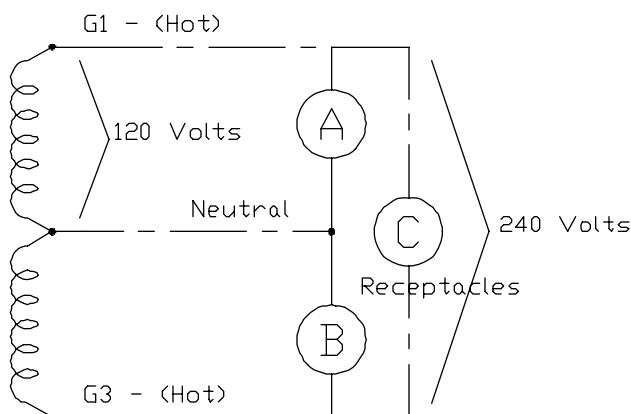 G1 - (Hot)
A
120 Volts
Neutral
C
240 Volts
Receptacles
B
G3 - (Hot)